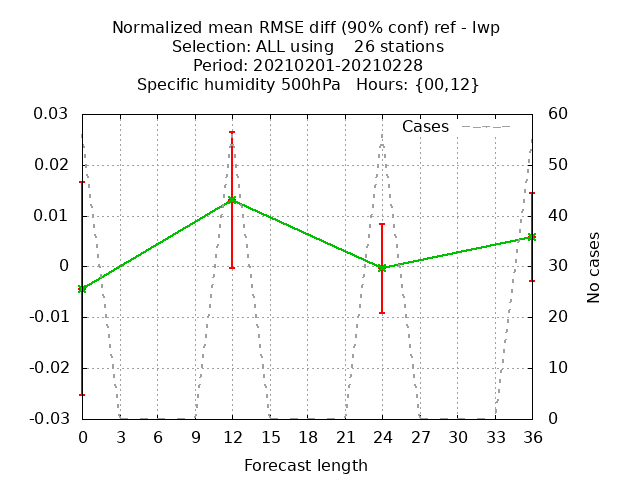 Normalized mean RMSE diff (90% conf) ref - lwp
Selection: ALL using    26 stations
Period: 20210201-20210228
Specific humidity 500hPa   Hours: {00,12}
0.03
0.02
0.01
0
-0.01
-0.02
-0.03
Cases
60
50
40
30
20
10
0
No cases
0 3 6 9 12 15 18 21 24 27 30 33 36
Forecast length